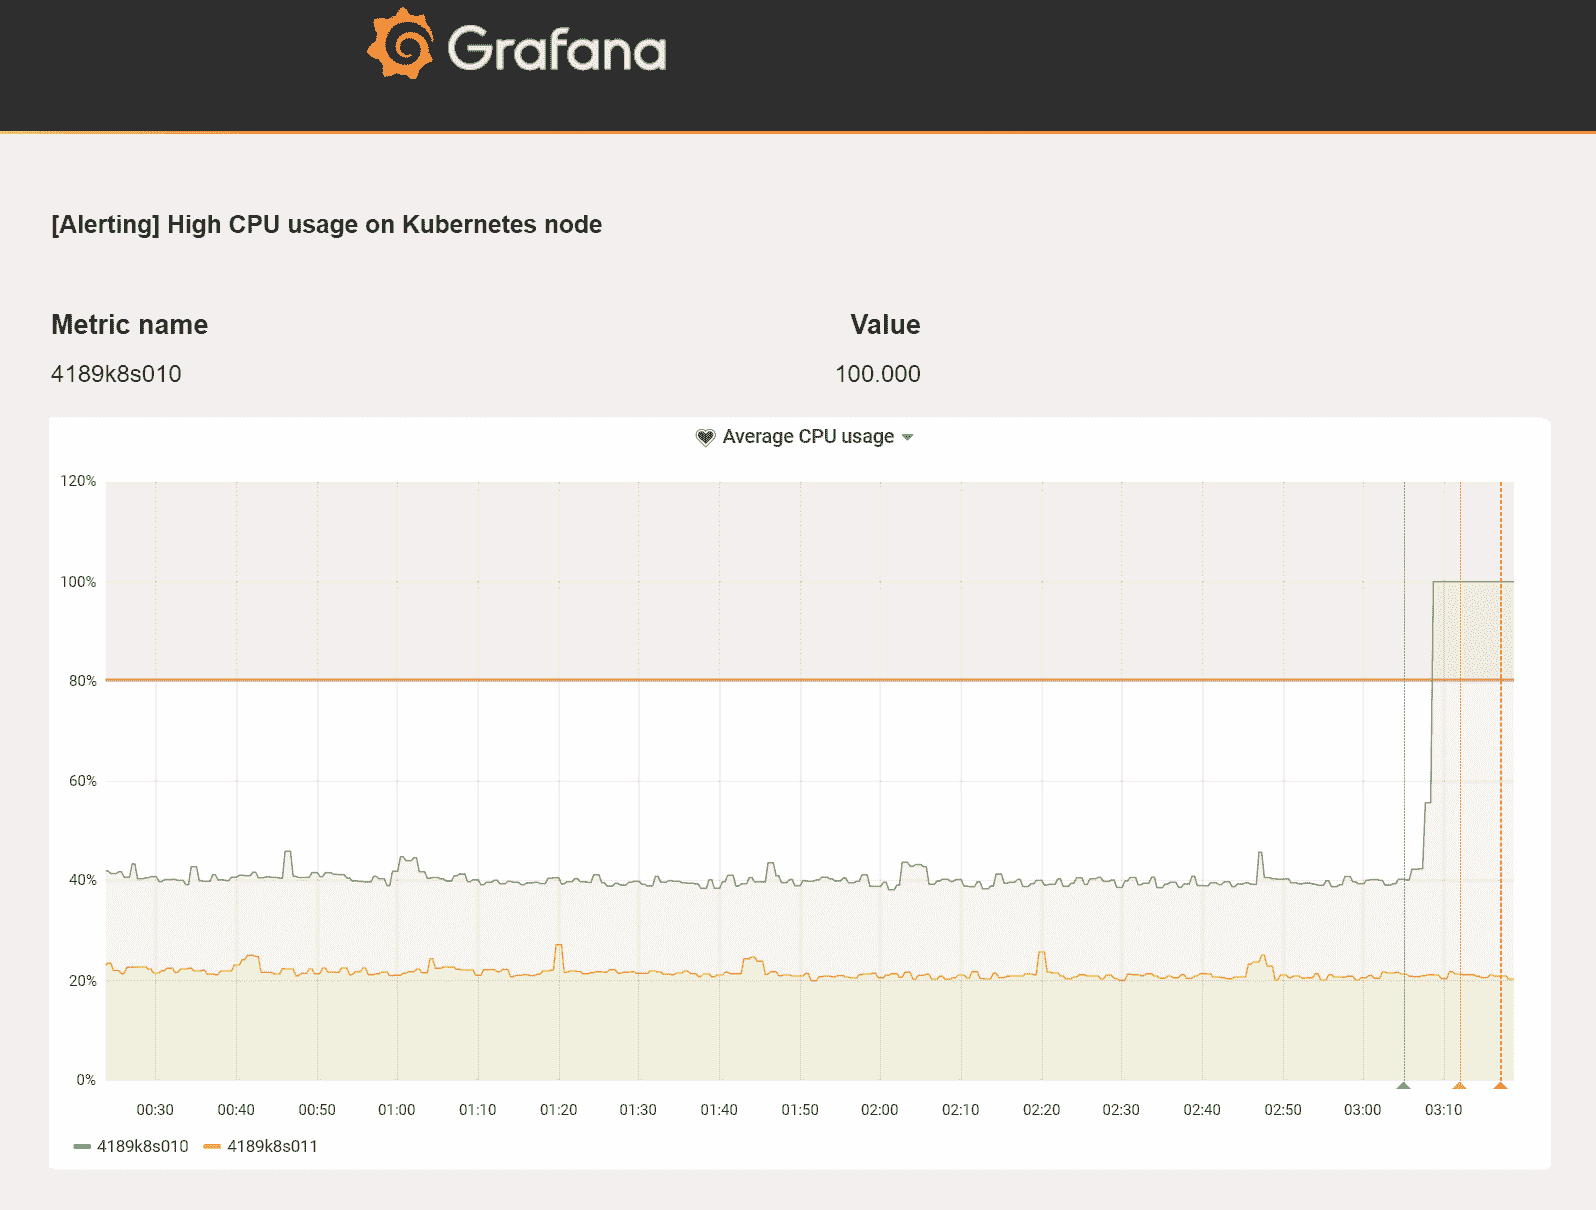 Grafana
[Alerting] High CPU usage on Kubernetes node
Metric name Value
4189k8s010 100.000
Average CPU usage
120%
100%
80%
60%
40%
20%
0%
00:30 00:40 00:50 01:00 01:10 01:20 01:30 01:40 01:50 02:00 02:10 02:20 02:30 02:40 02:50 03:00 03:10
4189k8s010 4189k8s011